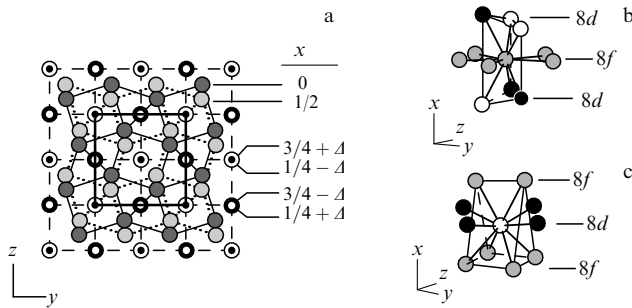 a
x
0
1/2
3/4 + Δ
1/4 − Δ
3/4 − Δ
1/4 + Δ
z
y
b
8d
8f
8d
x
z
y
c
8f
8d
8f
x
z
y